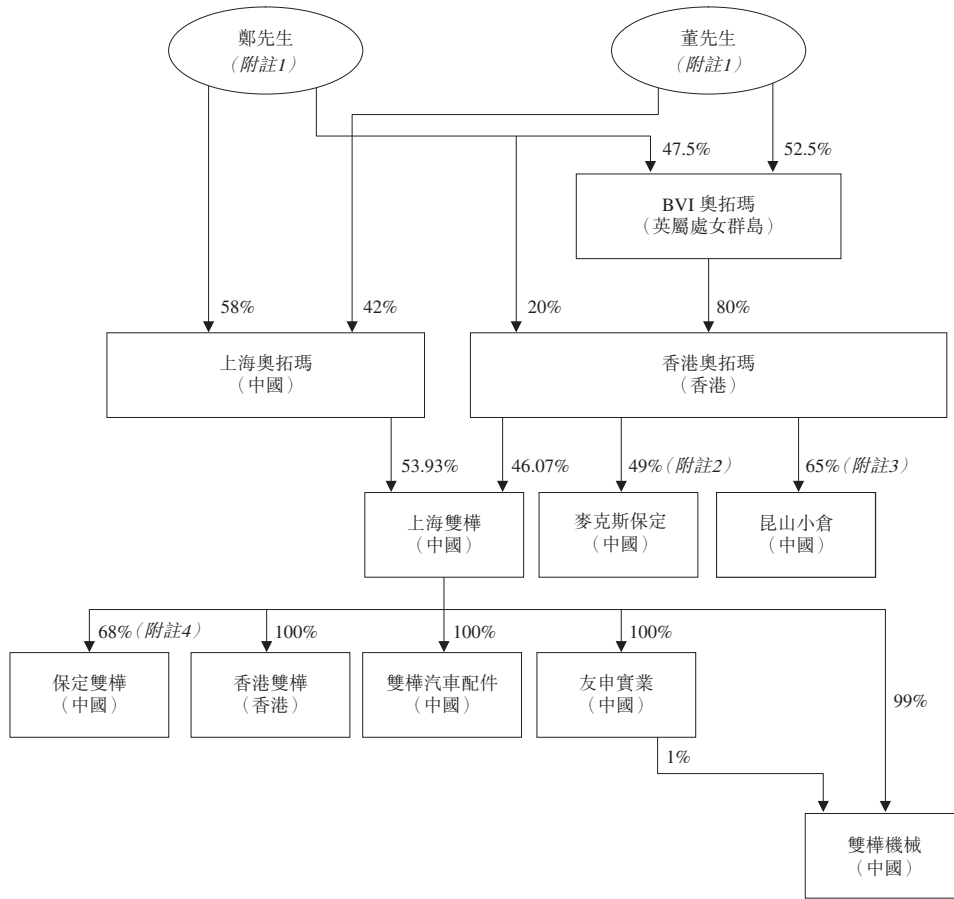 鄭先生
（附註1）
董先生
（附註1）
47.5%
52.5%
BVI 奧拓瑪
（英屬處女群島）
58%
42%
20%
80%
上海奧拓瑪
（中國）
香港奧拓瑪
（香港）
53.93%
46.07%
49%（附註2）
65%（附註3）
上海雙樺
（中國）
麥克斯保定
（中國）
昆山小倉
（中國）
68%（附註4）
100%
100%
100%
99%
保定雙樺
（中國）
香港雙樺
（香港）
雙樺汽車配件
（中國）
友申實業
（中國）
1%
雙樺機械
（中國）